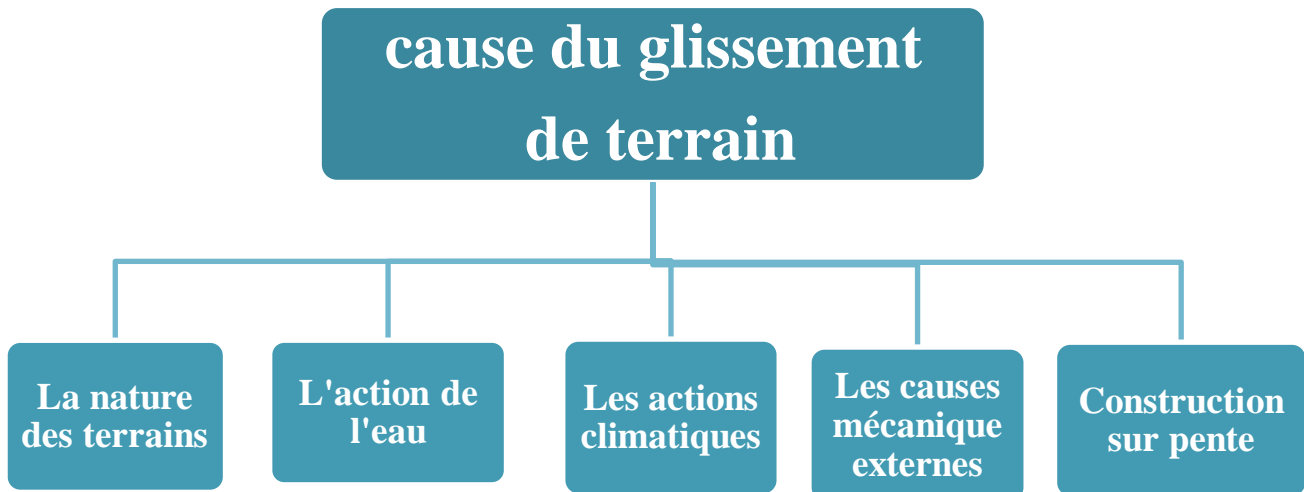 cause du glissement
de terrain
La nature
des terrains
L'action de
l'eau
Les actions
climatiques
Les causes
mécanique
externes
Construction
sur pente